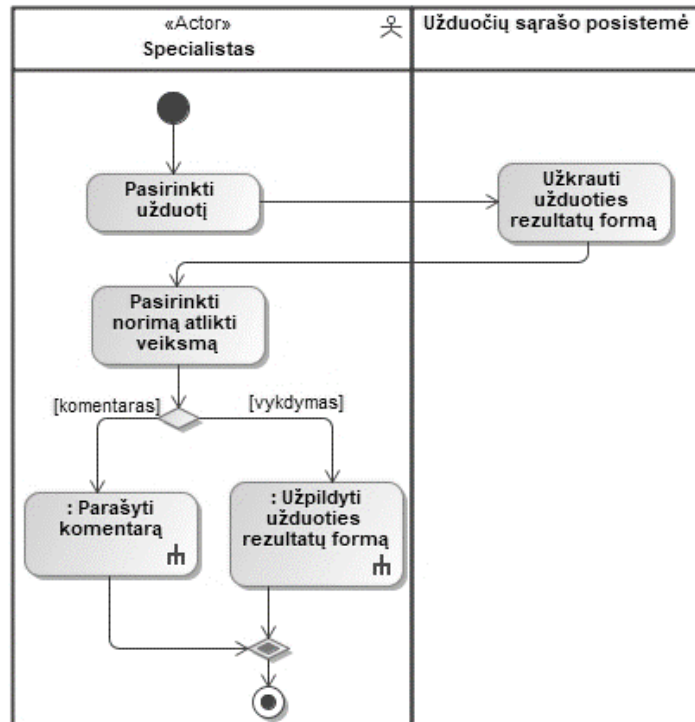 «Actor»
Specialistas
Užduočių sąrašo posistemė
Pasirinkti
užduotį
Užkrauti
užduoties
rezultatų formą
Pasirinkti
norimą atlikti
veiksmą
[komentaras]
[vykdymas]
: Parašyti
komentarą
: Užpildyti
užduoties
rezultatų formą